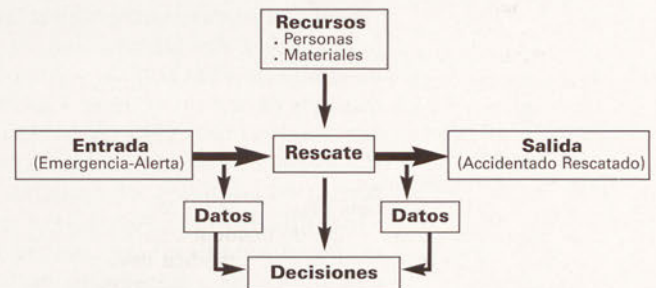 Recursos
. Personas
. Materiales
Entrada
(Emergencia-Alerta)
Rescate
Salida
(Accidentado Rescatado)
Datos
Datos
Decisiones